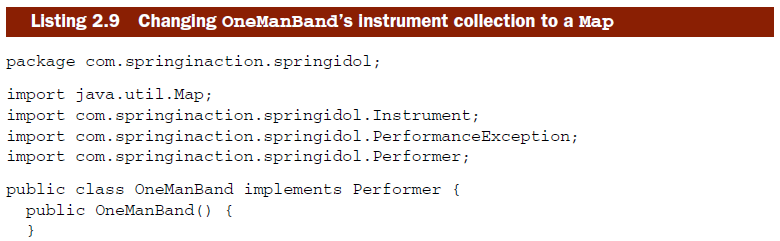 Listing 2.9 Changing OneManBand's instrument collection to a Map
package com.springinaction.springidol;
import java.util.Map;
import com.springinaction.springidol.Instrument;
import com.springinaction.springidol.PerformanceException;
import com.springinaction.springidol.Performer;
public class OneManBand implements Performer {
  public OneManBand() {
  }